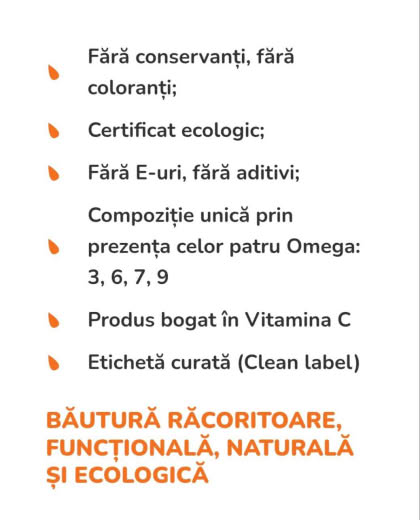 Fără conservanți, fără
coloranți;
Certificat ecologic;
Fără E-uri, fără aditivi;
Compoziție unică prin
prezența celor patru Omega:
3, 6, 7, 9
Produs bogat în Vitamina C
Etichetă curată (Clean label)
BĂUTURĂ RĂCORITOARE,
FUNCȚIONALĂ, NATURALĂ
ȘI ECOLOGICĂ